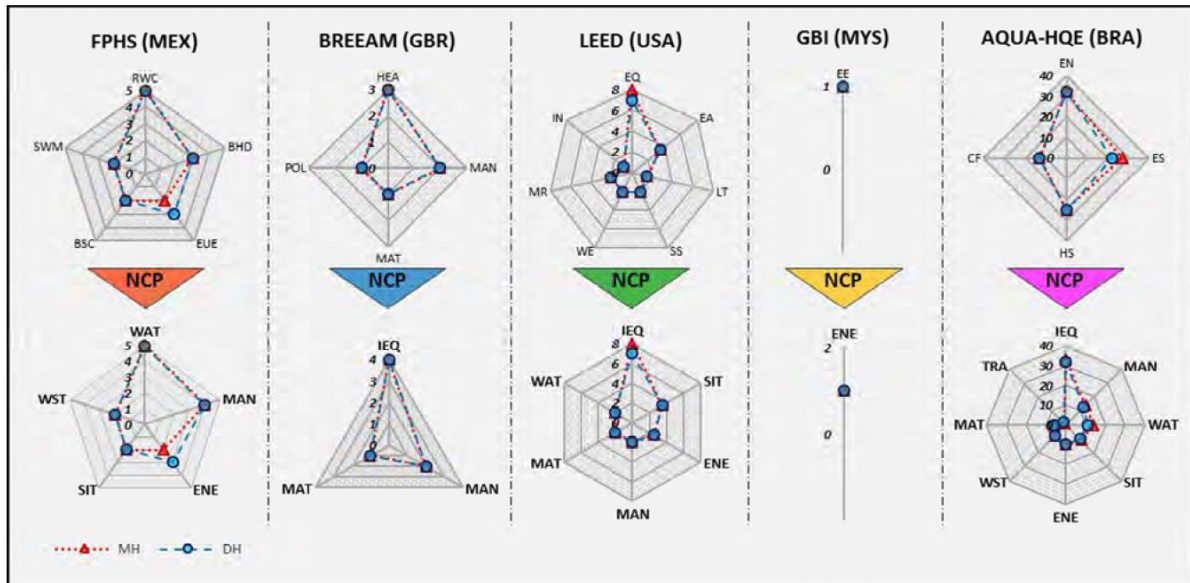 FPHS (MEX)
BREEAM (GBR)
LEED (USA)
GBI (MYS)
AQUA-HQE (BRA)
RWC
5
4
3
2
1
0
SWM
BHD
BSC
EUE
HEA
3
2
1
0
POL
MAN
MAT
EQ
8
6
4
2
0
IN
EA
MR
LT
WE
SS
EE
1
0
EN
40
30
20
10
0
CF
ES
HS
NCP
NCP
NCP
NCP
NCP
WAT
5
4
3
2
1
0
WST
MAN
SIT
ENE
IEQ
4
3
2
1
0
MAT
MAN
IEQ
8
6
4
2
0
WAT
SIT
MAT
ENE
MAN
ENE
2
0
IEQ
40
30
20
10
0
TRA
MAN
MAT
WAT
WST
SIT
ENE
MH
DH